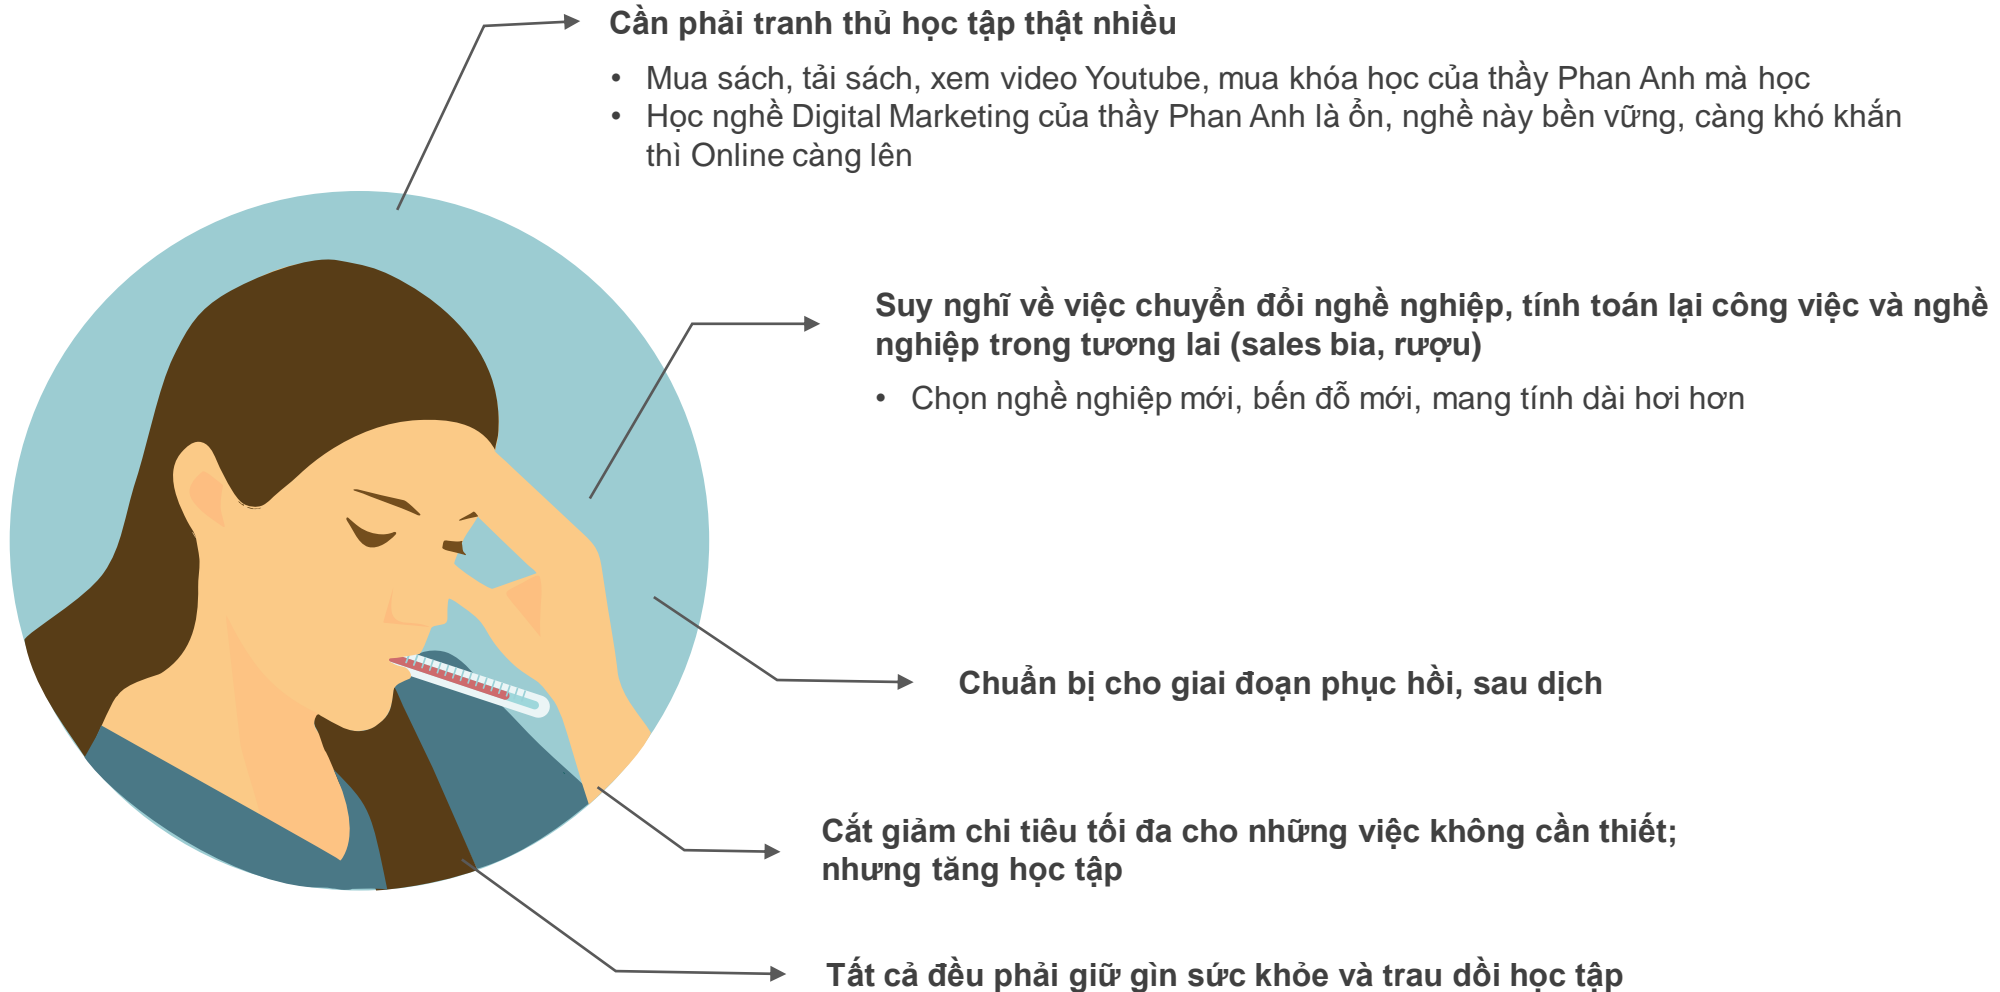 Cần phải tranh thủ học tập thật nhiều
• Mua sách, tải sách, xem video Youtube, mua khóa học của thầy Phan Anh mà học
• Học nghề Digital Marketing của thầy Phan Anh là ổn, nghề này bền vững, càng khó khắn
thì Online càng lên
Suy nghĩ về việc chuyển đổi nghề nghiệp, tính toán lại công việc và nghề
nghiệp trong tương lai (sales bia, rượu)
• Chọn nghề nghiệp mới, bến đỗ mới, mang tính dài hơi hơn
Chuẩn bị cho giai đoạn phục hồi, sau dịch
Cắt giảm chi tiêu tối đa cho những việc không cần thiết;
nhưng tăng học tập
Tất cả đều phải giữ gìn sức khỏe và trau dồi học tập